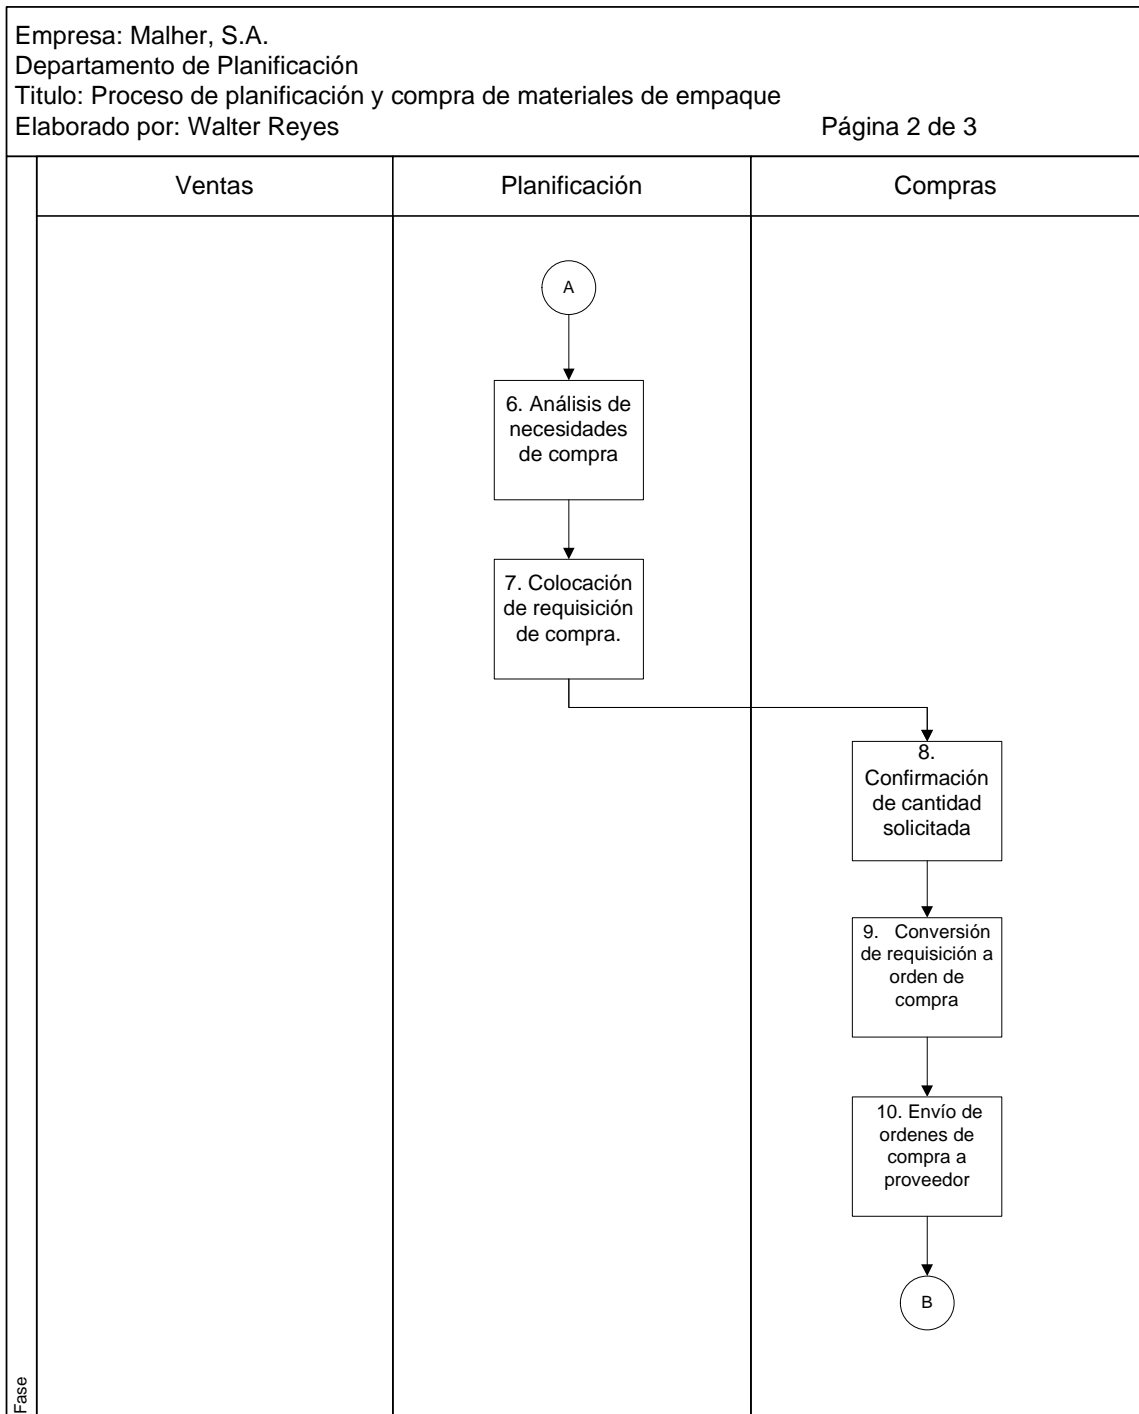 Empresa: Malher, S.A.
Departamento de Planificación
Titulo: Proceso de planificación y compra de materiales de empaque
Elaborado por: Walter Reyes Página 2 de 3
Ventas Planificación Compras
A
6. Análisis de
necesidades
de compra
7. Colocación
de requisición
de compra.
8.
Confirmación
de cantidad
solicitada
9. Conversión
de requisición a
orden de
compra
10. Envío de
ordenes de
compra a
proveedor
B
Fase